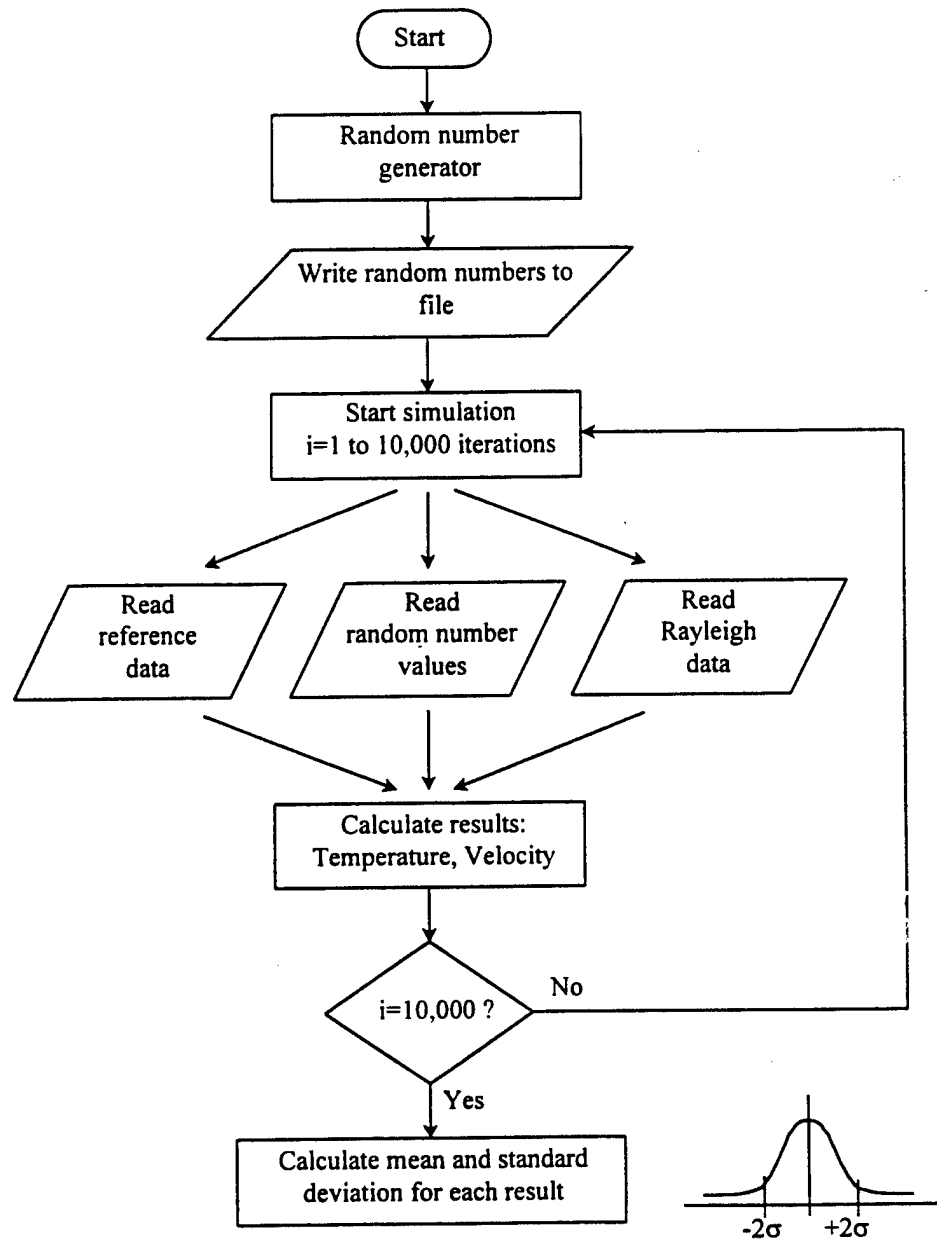 Start
Random number
generator
Write random numbers to
file
Start simulation
i=1 to 10,000 iterations
Read
reference
data
Read
random number
values
Read
Rayleigh
data
Calculate results:
Temperature, Velocity
i=10,000 ?
No
Yes
Calculate mean and standard
deviation for each result
-2σ
+2σ